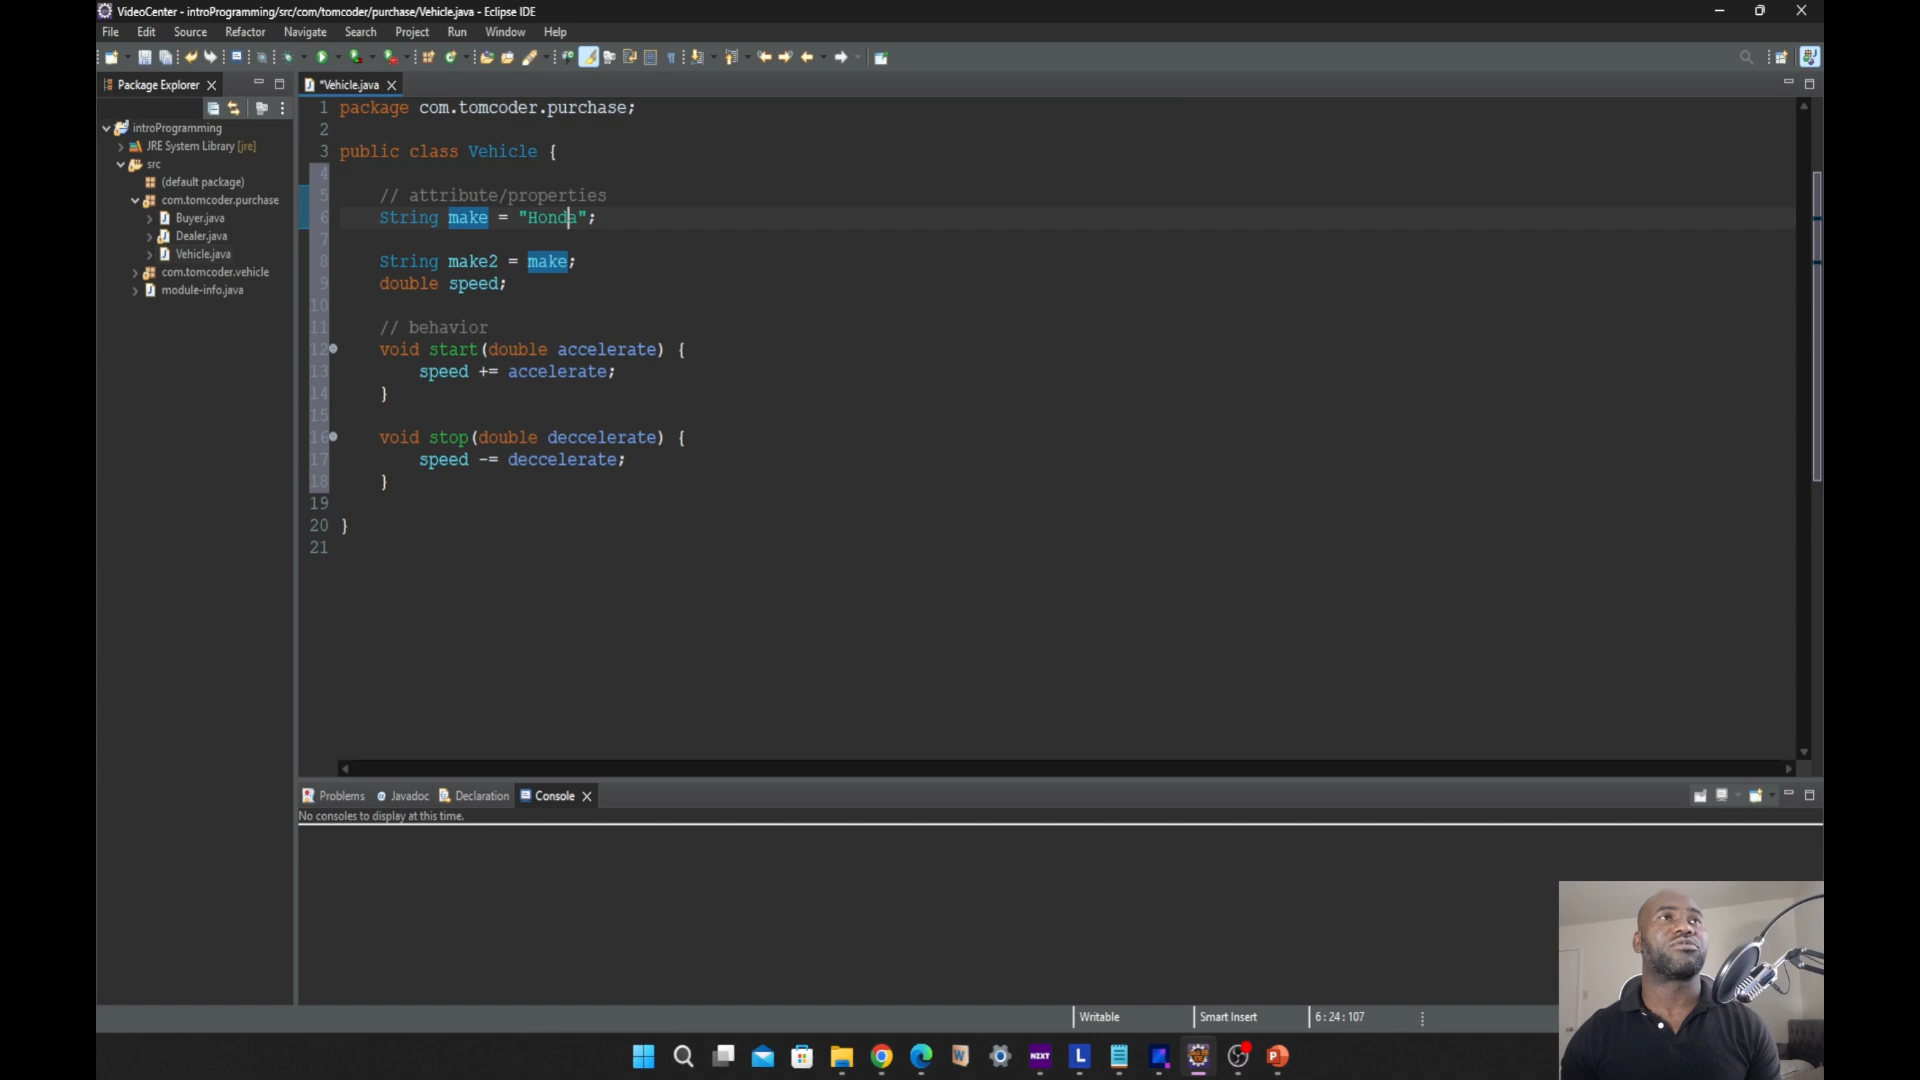 VideoCenter - introProgramming/src/com/tomcoder/purchase/Vehicle.java - Eclipse IDE
File Edit Source Refactor Navigate Search Project Run Window Help
Package Explorer
*Vehicle.java
introProgramming
JRE System Library [jre]
src
(default package)
com.tomcoder.purchase
Buyer.java
Dealer.java
Vehicle.java
com.tomcoder.vehicle
module-info.java
1 package com.tomcoder.purchase;
2
3 public class Vehicle {
4
5 // attribute/properties
6 String make = "Honda";
7
8 String make2 = make;
9 double speed;
10
11 // behavior
12 void start(double accelerate) {
13 speed += accelerate;
14 }
15
16 void stop(double deccelerate) {
17 speed -= deccelerate;
18 }
19
20 }
21
Problems Javadoc Declaration Console
No consoles to display at this time.
Writable Smart Insert 6 : 24 : 107
W NZXT L P